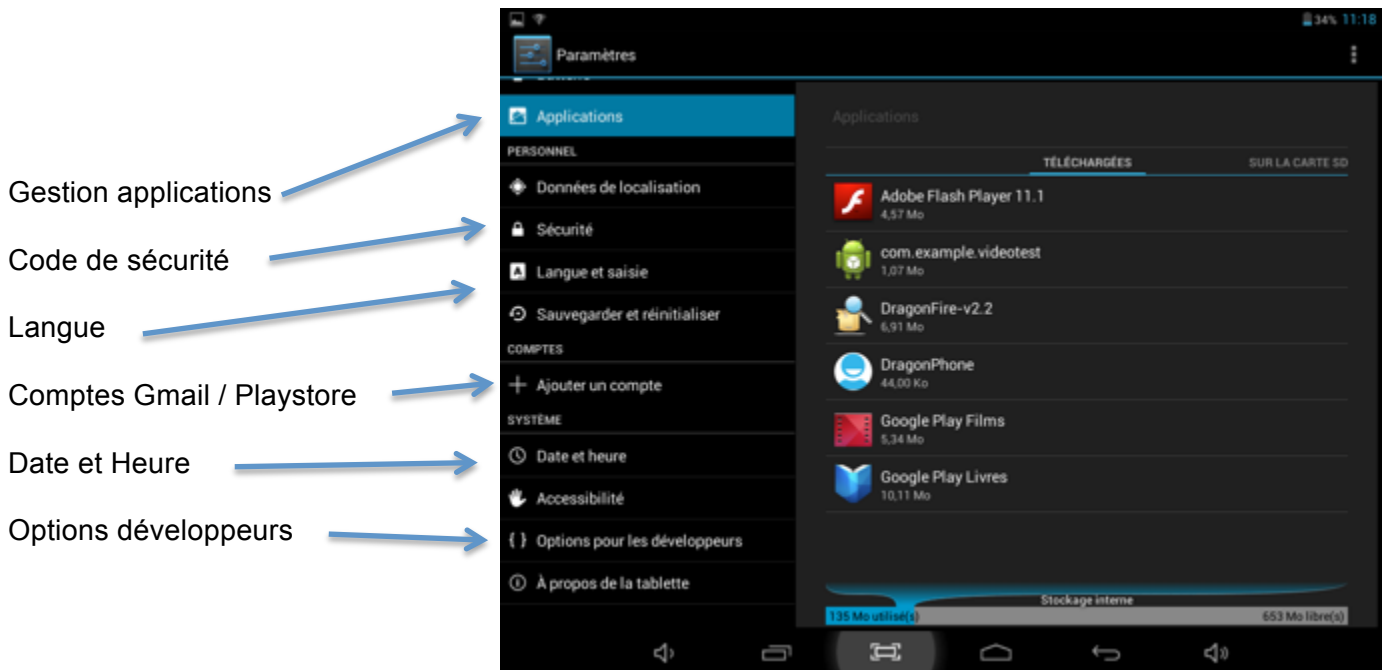 34% 11:18
Paramètres
Applications
PERSONNEL
Données de localisation
Sécurité
Langue et saisie
Sauvegarder et réinitialiser
COMPTES
Ajouter un compte
SYSTÈME
Date et heure
Accessibilité
{ } Options pour les développeurs
À propos de la tablette
Applications
TÉLÉCHARGÉES
SUR LA CARTE SD
Adobe Flash Player 11.1
4,57 Mo
com.example.videotest
1,07 Mo
DragonFire-v2.2
6,91 Mo
DragonPhone
44,00 Ko
Google Play Films
5,34 Mo
Google Play Livres
10,11 Mo
Stockage interne
135 Mo utilisé(s)
653 Mo libre(s)
Gestion applications
Code de sécurité
Langue
Comptes Gmail / Playstore
Date et Heure
Options développeurs